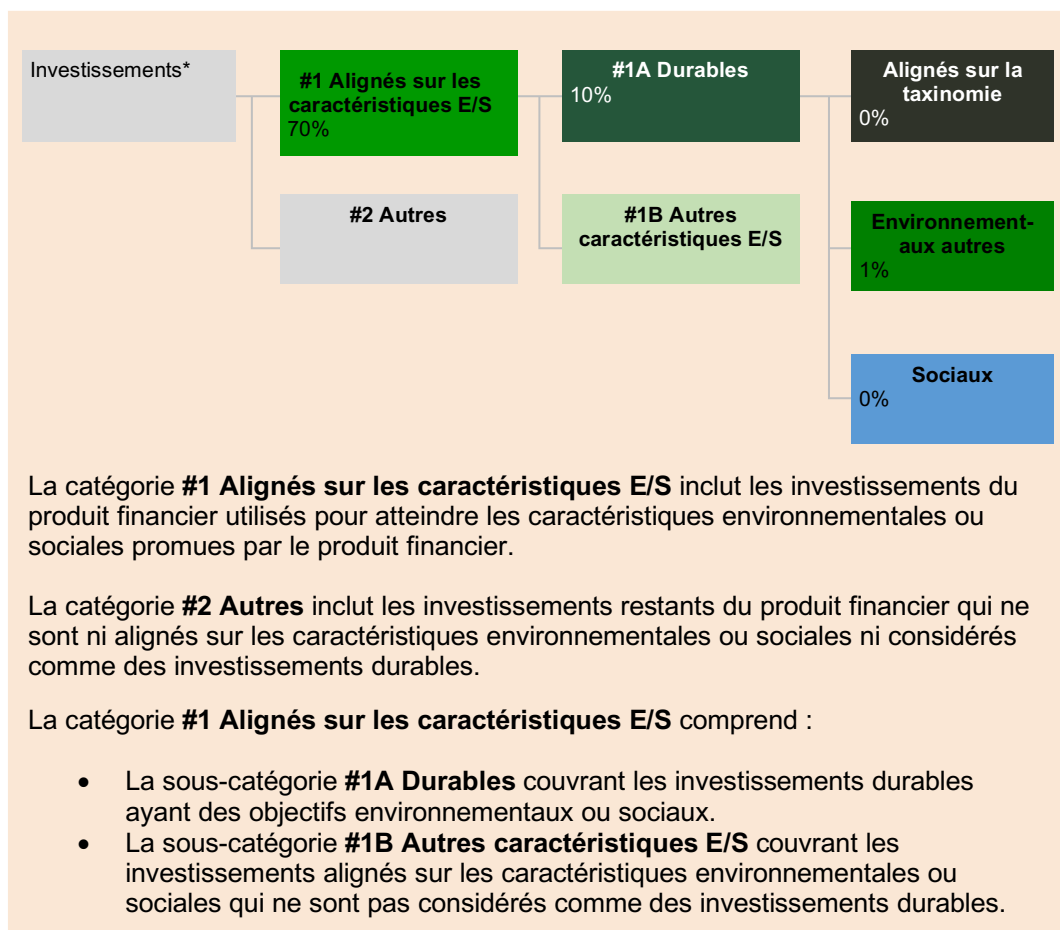 Investissements*
#1 Alignés sur les
caractéristiques E/S
70%
#1A Durables
10%
Alignés sur la
taxinomie
0%
#2 Autres
#1B Autres
caractéristiques E/S
Environnement-
aux autres
1%
Sociaux
0%
La catégorie #1 Alignés sur les caractéristiques E/S inclut les investissements du
produit financier utilisés pour atteindre les caractéristiques environnementales ou
sociales promues par le produit financier.
La catégorie #2 Autres inclut les investissements restants du produit financier qui ne
sont ni alignés sur les caractéristiques environnementales ou sociales ni considérés
comme des investissements durables.
La catégorie #1 Alignés sur les caractéristiques E/S comprend :
• La sous-catégorie #1A Durables couvrant les investissements durables
ayant des objectifs environnementaux ou sociaux.
• La sous-catégorie #1B Autres caractéristiques E/S couvrant les
investissements alignés sur les caractéristiques environnementales ou
sociales qui ne sont pas considérés comme des investissements durables.